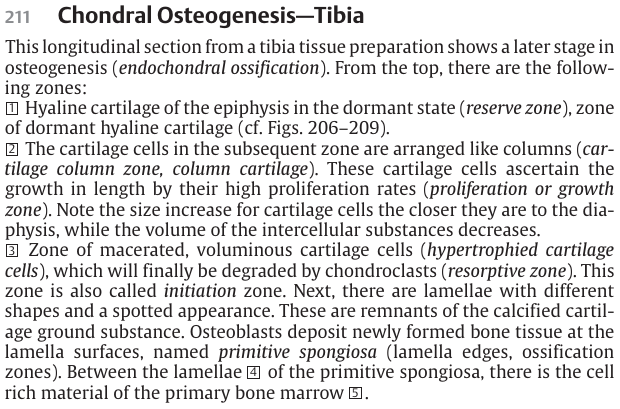 211 Chondral Osteogenesis—Tibia
This longitudinal section from a tibia tissue preparation shows a later stage in
osteogenesis (endochondral ossification). From the top, there are the follow-
ing zones:
1 Hyaline cartilage of the epiphysis in the dormant state (reserve zone), zone
of dormant hyaline cartilage (cf. Figs. 206–209).
2 The cartilage cells in the subsequent zone are arranged like columns (car-
tilage column zone, column cartilage). These cartilage cells ascertain the
growth in length by their high proliferation rates (proliferation or growth
zone). Note the size increase for cartilage cells the closer they are to the dia-
physis, while the volume of the intercellular substances decreases.
3 Zone of macerated, voluminous cartilage cells (hypertrophied cartilage
cells), which will finally be degraded by chondroclasts (resorptive zone). This
zone is also called initiation zone. Next, there are lamellae with different
shapes and a spotted appearance. These are remnants of the calcified cartil-
age ground substance. Osteoblasts deposit newly formed bone tissue at the
lamella surfaces, named primitive spongiosa (lamella edges, ossification
zones). Between the lamellae 4 of the primitive spongiosa, there is the cell
rich material of the primary bone marrow 5.